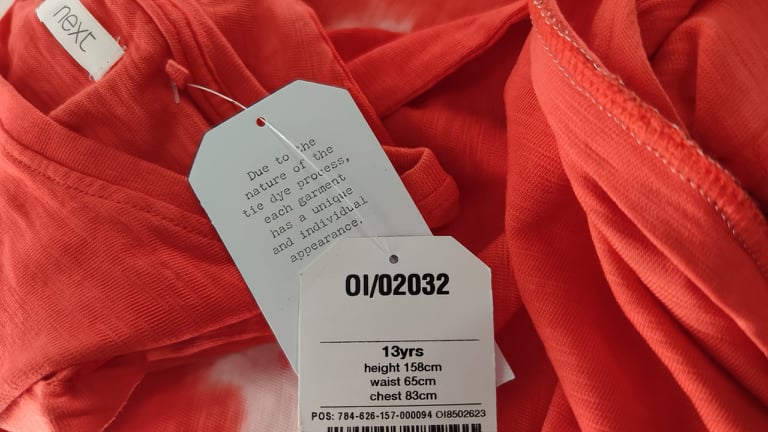 next
Due to the
nature of the
tie dye process,
each garment
has a unique
and individual
appearance.
OI/02032
13yrs
height 158cm
waist 65cm
chest 83cm
POS: 784-626-157-000094 OI8502623